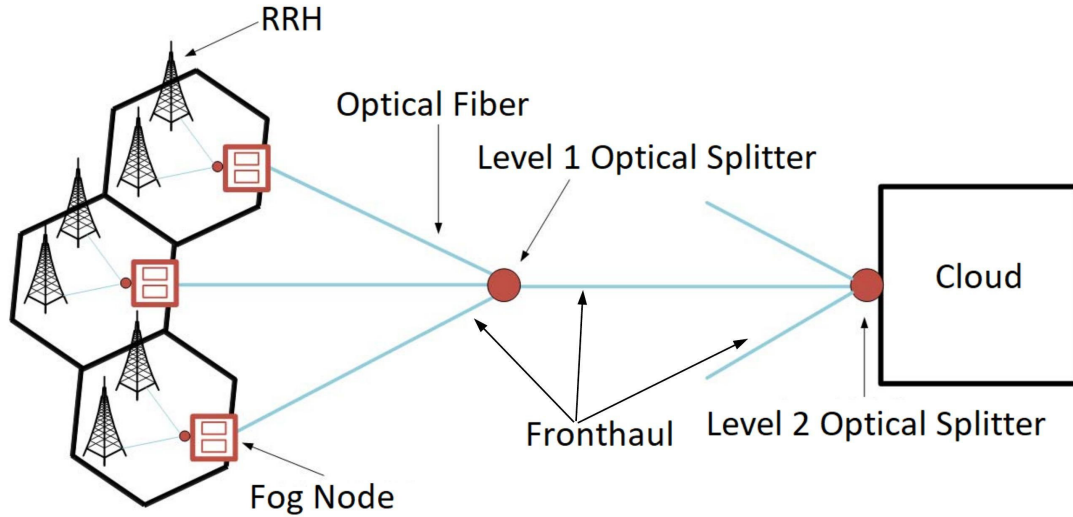 RRH
Optical Fiber
Level 1 Optical Splitter
Cloud
Fronthaul
Level 2 Optical Splitter
Fog Node